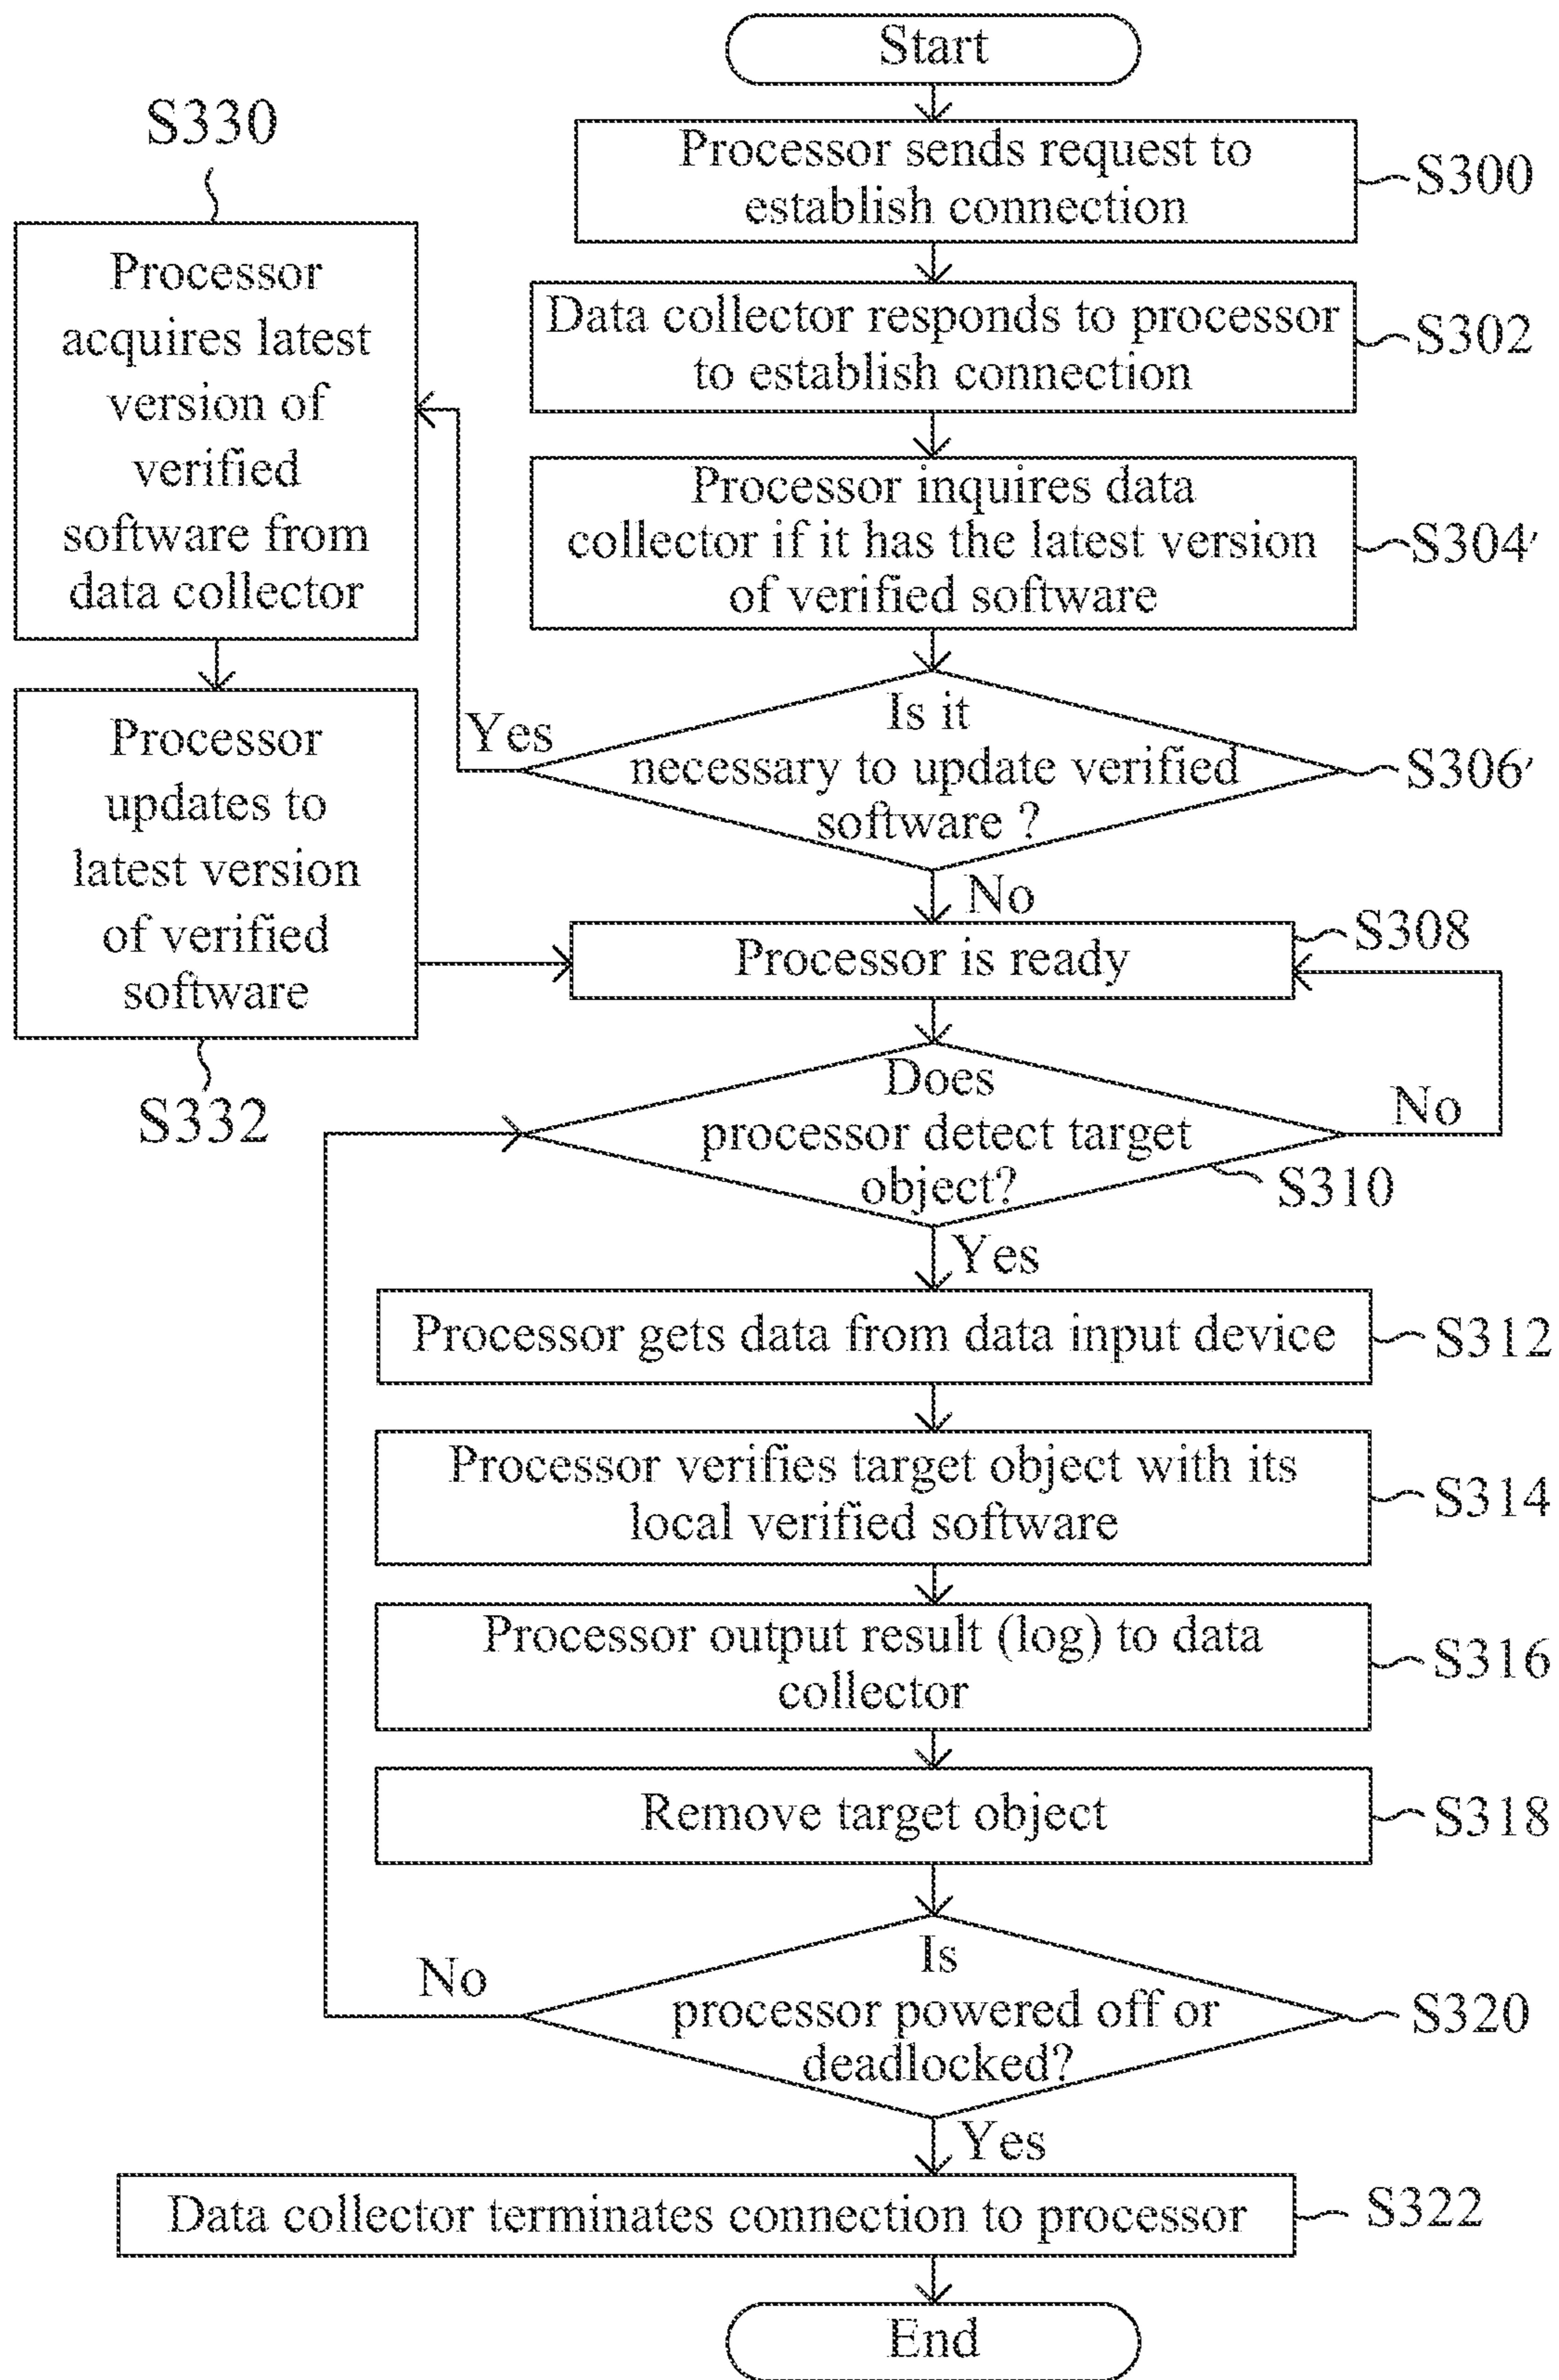 Start
Processor sends request to
establish connection
S300
Data collector responds to processor
to establish connection
S302
Processor inquires data
collector if it has the latest version
of verified software
S304'
Is it
necessary to update verified
software ?
S306'
Yes
No
S330
Processor
acquires latest
version of
verified
software from
data collector
Processor
updates to
latest version
of verified
software
S332
Processor is ready
S308
Does
processor detect target
object?
S310
No
Yes
Processor gets data from data input device
S312
Processor verifies target object with its
local verified software
S314
Processor output result (log) to data
collector
S316
Remove target object
S318
Is
processor powered off or
deadlocked?
S320
No
Yes
Data collector terminates connection to processor
S322
End